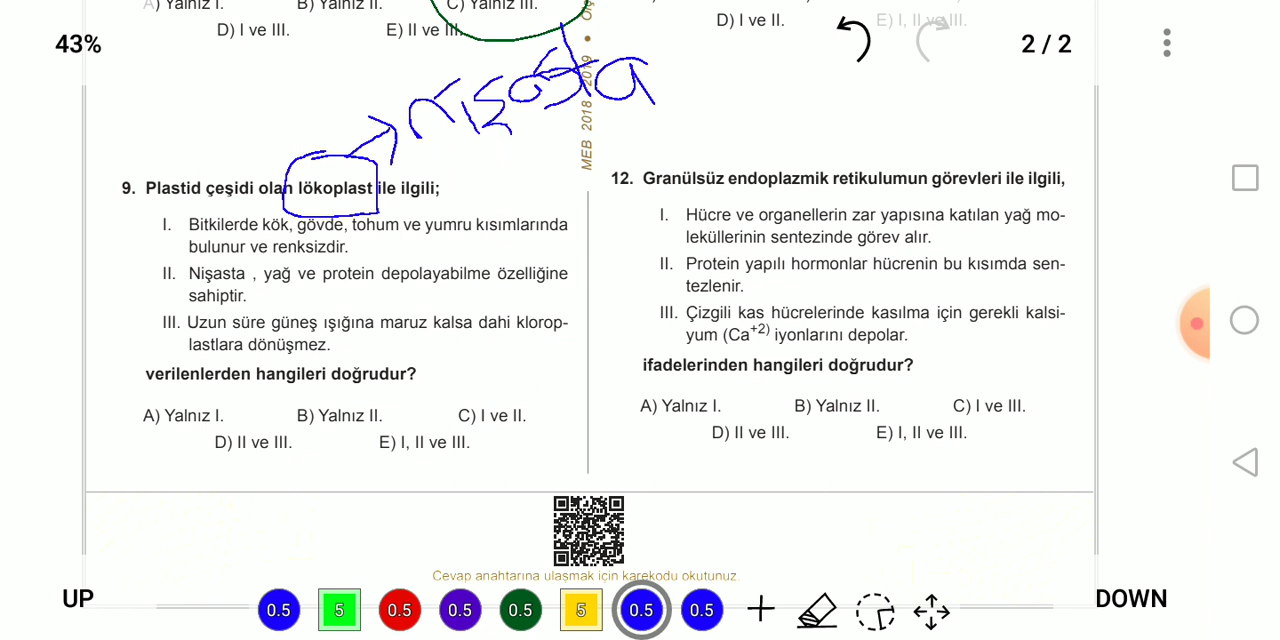 A) Yalnız I. B) Yalnız II. C) Yalnız III.
D) I ve III. E) II ve III.
D) I ve II. E) I, II ve III.
43%
2 / 2
nişasta
MEB 2018 - 2019 •
9. Plastid çeşidi olan lökoplast ile ilgili;
I. Bitkilerde kök, gövde, tohum ve yumru kısımlarında
bulunur ve renksizdir.
II. Nişasta , yağ ve protein depolayabilme özelliğine
sahiptir.
III. Uzun süre güneş ışığına maruz kalsa dahi klorop-
lastlara dönüşmez.
verilenlerden hangileri doğrudur?
A) Yalnız I. B) Yalnız II. C) I ve II.
D) II ve III. E) I, II ve III.
12. Granülsüz endoplazmik retikulumun görevleri ile ilgili,
I. Hücre ve organellerin zar yapısına katılan yağ mo-
leküllerinin sentezinde görev alır.
II. Protein yapılı hormonlar hücrenin bu kısımda sen-
tezlenir.
III. Çizgili kas hücrelerinde kasılma için gerekli kalsi-
yum (Ca+2) iyonlarını depolar.
ifadelerinden hangileri doğrudur?
A) Yalnız I. B) Yalnız II. C) I ve III.
D) II ve III. E) I, II ve III.
Cevap anahtarına ulaşmak için karekodu okutunuz.
UP
0.5 5 0.5 0.5 0.5 5 0.5 0.5
DOWN